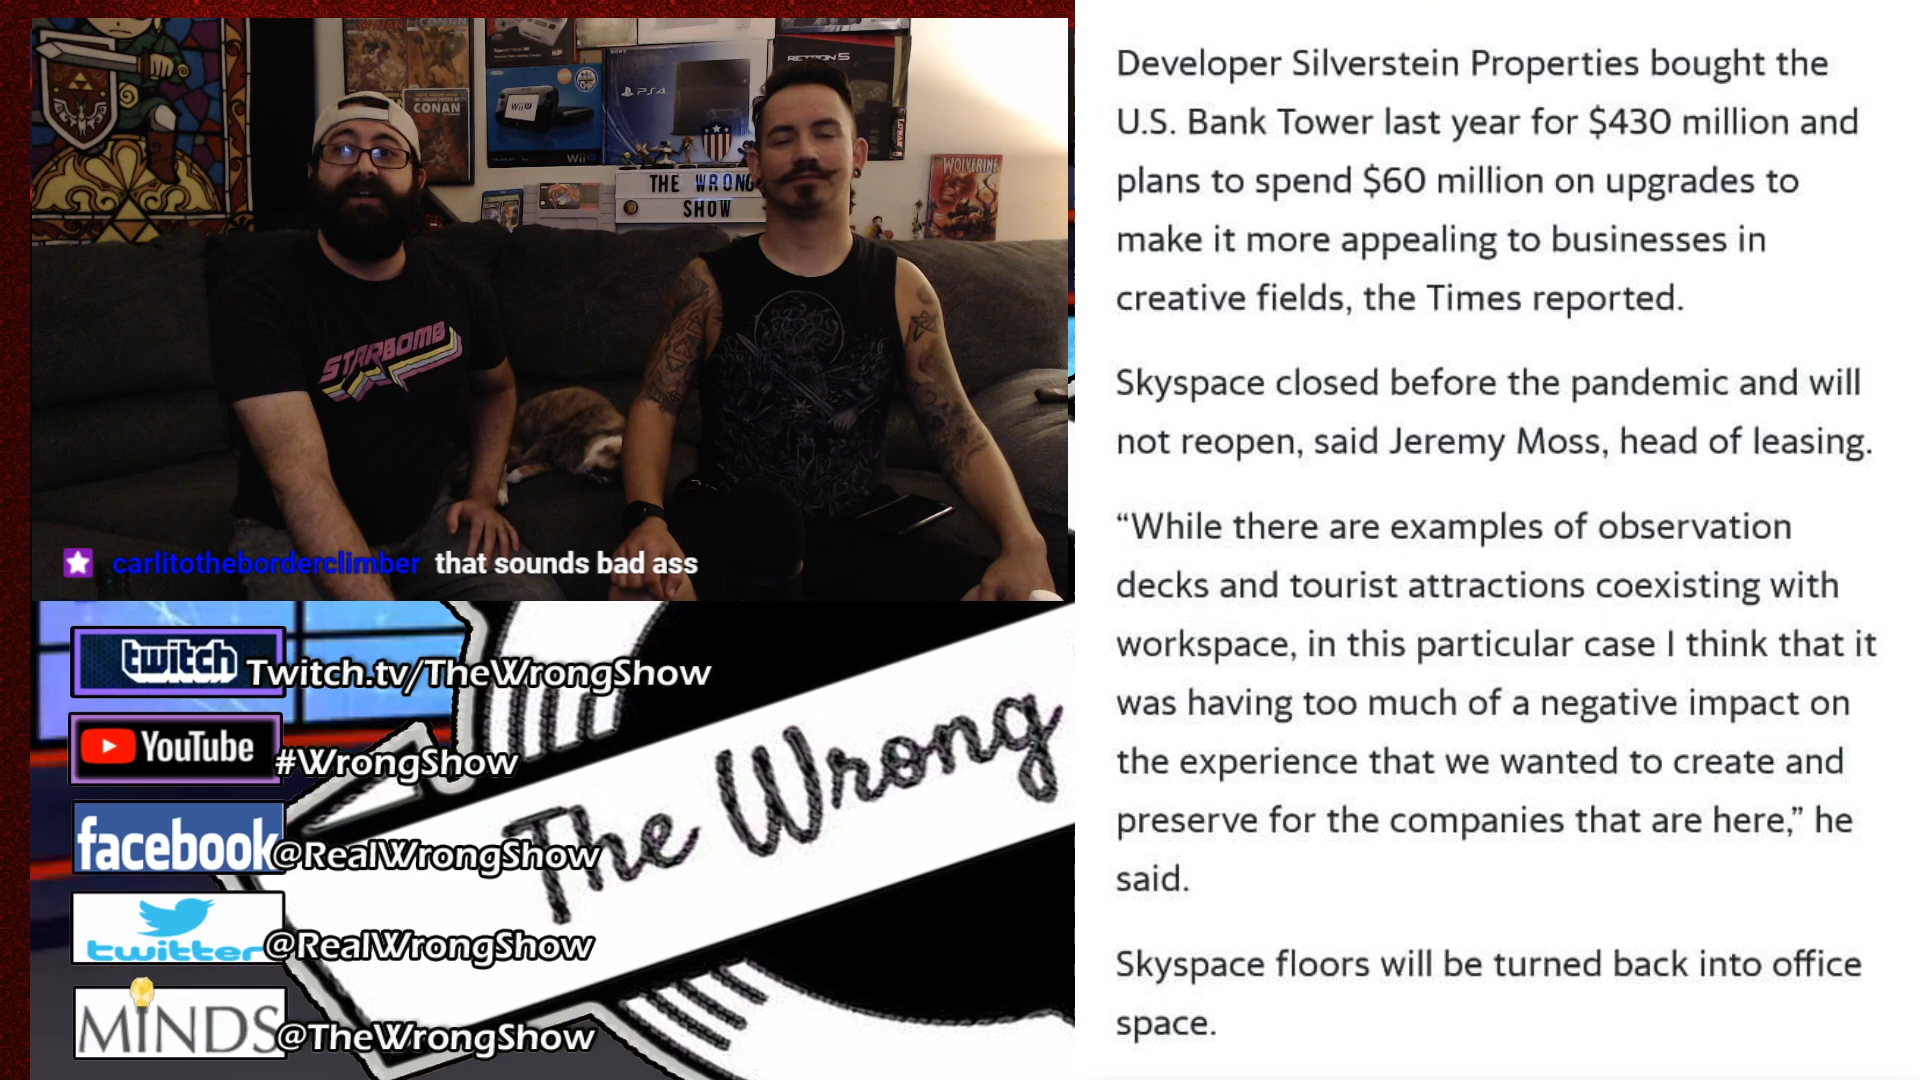 CONAN
CONAN
RETRON 5
PS4
Wii U
CONAN
Wii U
WOLVERINE
THE WRONG
SHOW
STARBOMB
carlitotheborderclimber that sounds bad ass
twitch Twitch.tv/TheWrongShow
YouTube #WrongShow
facebook @RealWrongShow
twitter @RealWrongShow
MINDS @TheWrongShow
The Wrong
Developer Silverstein Properties bought the
U.S. Bank Tower last year for $430 million and
plans to spend $60 million on upgrades to
make it more appealing to businesses in
creative fields, the Times reported.
Skyspace closed before the pandemic and will
not reopen, said Jeremy Moss, head of leasing.
“While there are examples of observation
decks and tourist attractions coexisting with
workspace, in this particular case I think that it
was having too much of a negative impact on
the experience that we wanted to create and
preserve for the companies that are here,” he
said.
Skyspace floors will be turned back into office
space.